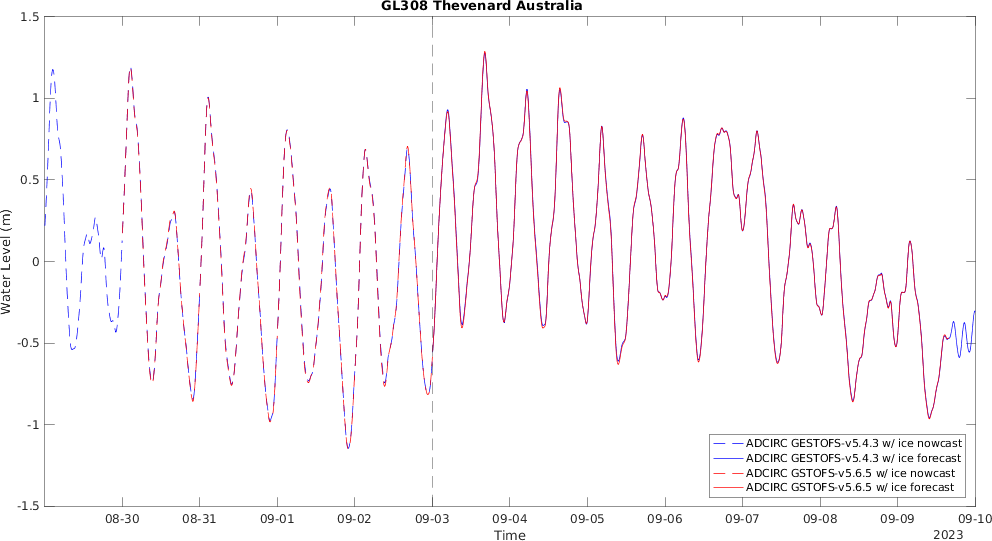 GL308 Thevenard Australia
1.5
1
0.5
0
-0.5
-1
-1.5
Water Level (m)
08-30 08-31 09-01 09-02 09-03 09-04 09-05 09-06 09-07 09-08 09-09 09-10
Time
2023
ADCIRC GESTOFS-v5.4.3 w/ ice nowcast
ADCIRC GESTOFS-v5.4.3 w/ ice forecast
ADCIRC GSTOFS-v5.6.5 w/ ice nowcast
ADCIRC GSTOFS-v5.6.5 w/ ice forecast